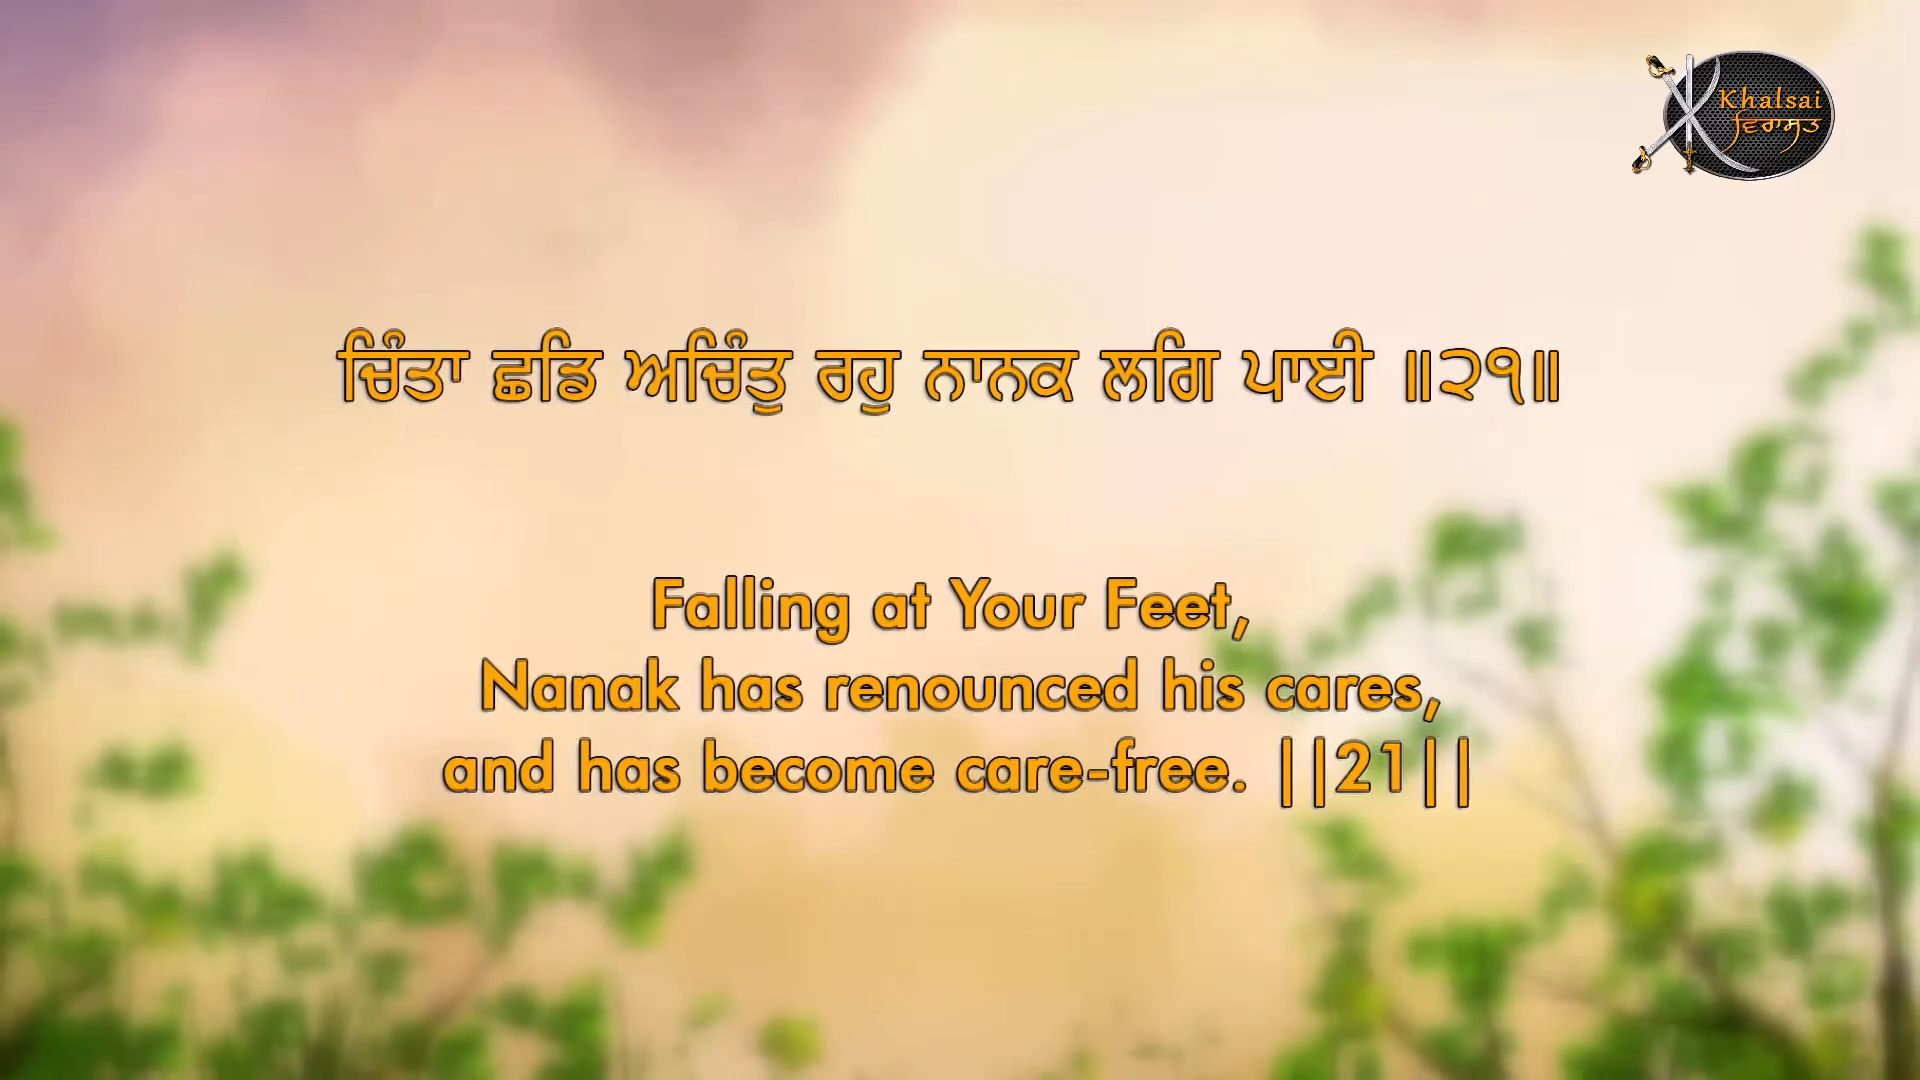 Khalsai
ਵਿਰਾਸਤ
ਚਿੰਤਾ ਛਡਿ ਅਚਿੰਤੁ ਰਹੁ ਨਾਨਕ ਲਗਿ ਪਾਈ ॥੨੧॥
Falling at Your Feet,
Nanak has renounced his cares,
and has become care-free. ||21||